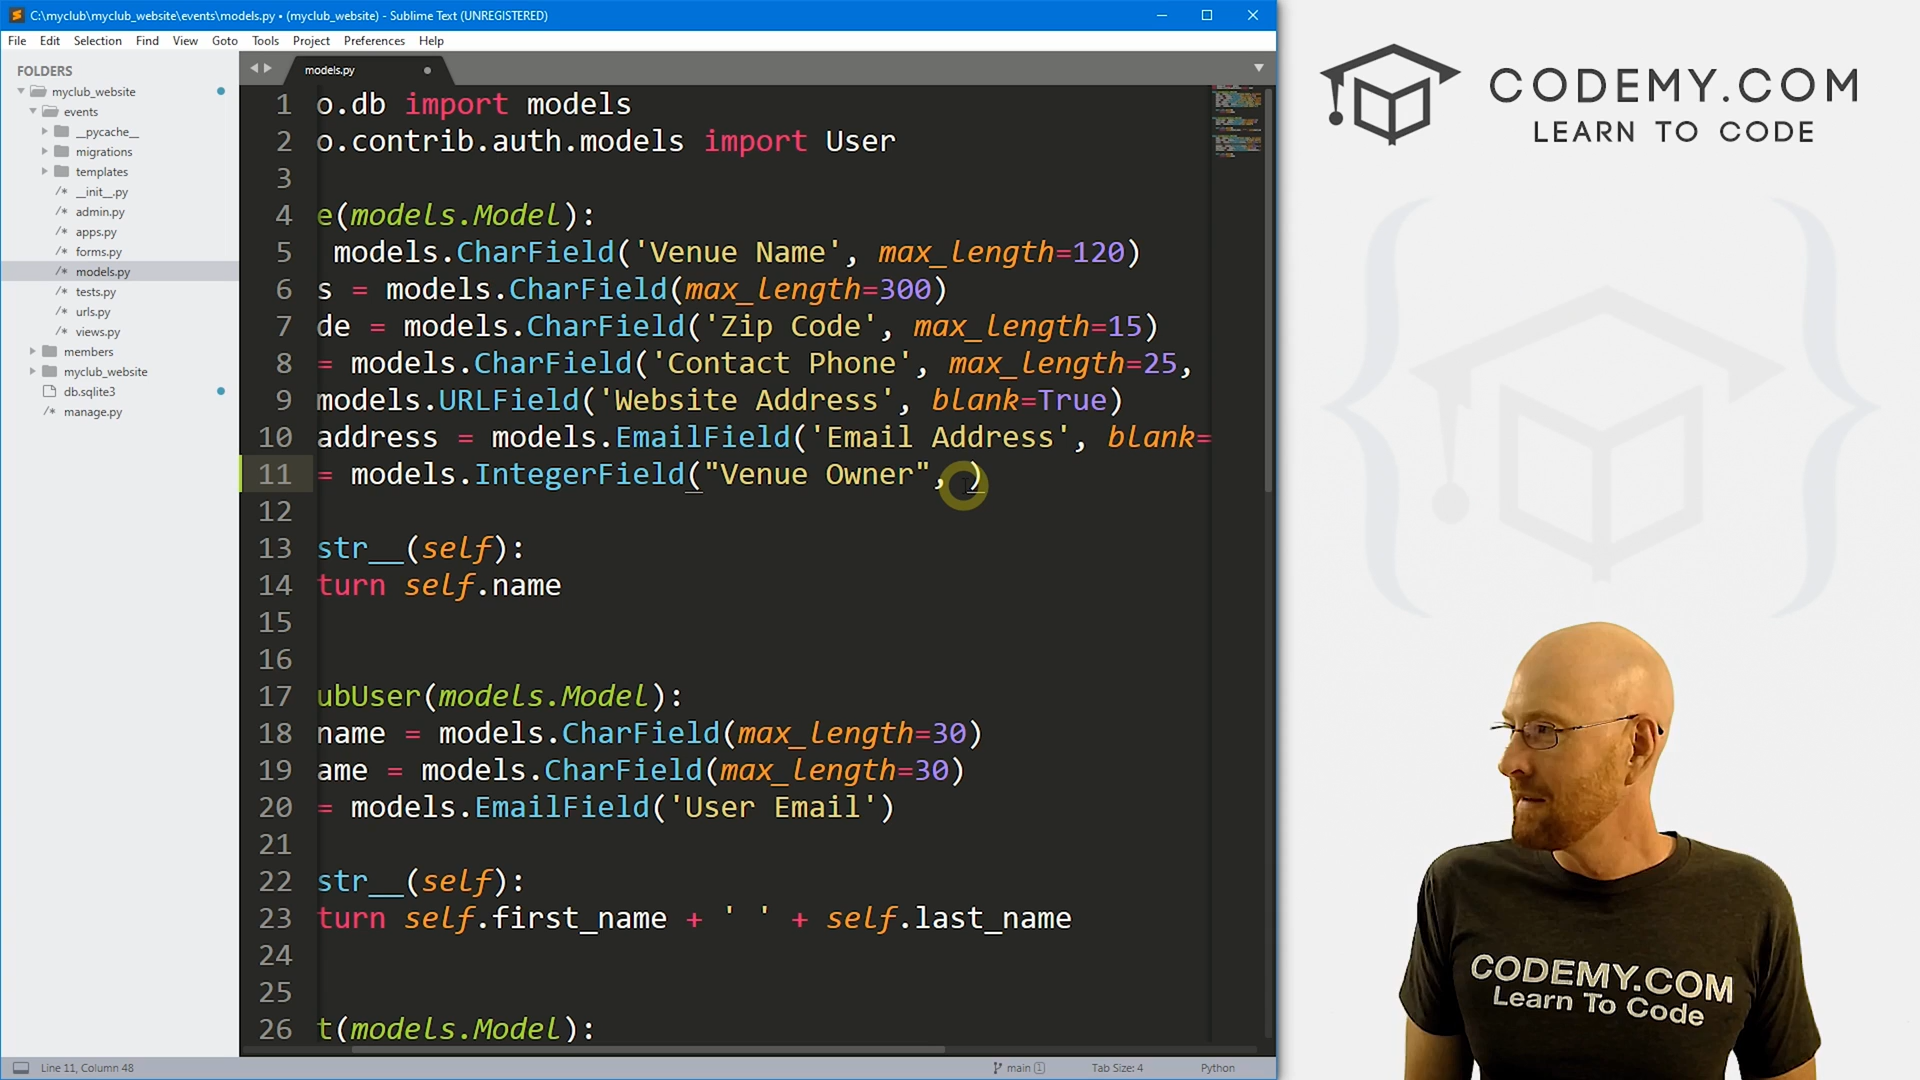 C:\myclub\myclub_website\events\models.py • (myclub_website) - Sublime Text (UNREGISTERED)
File Edit Selection Find View Goto Tools Project Preferences Help
FOLDERS
myclub_website
events
__pycache__
migrations
templates
__init__.py
admin.py
apps.py
forms.py
models.py
tests.py
urls.py
views.py
members
myclub_website
db.sqlite3
manage.py
models.py
1 o.db import models
2 o.contrib.auth.models import User
3
4 e(models.Model):
5 models.CharField('Venue Name', max_length=120)
6 s = models.CharField(max_length=300)
7 de = models.CharField('Zip Code', max_length=15)
8 = models.CharField('Contact Phone', max_length=25,
9 models.URLField('Website Address', blank=True)
10 address = models.EmailField('Email Address', blank=
11 = models.IntegerField("Venue Owner", )
12
13 str__(self):
14 turn self.name
15
16
17 ubUser(models.Model):
18 name = models.CharField(max_length=30)
19 ame = models.CharField(max_length=30)
20 = models.EmailField('User Email')
21
22 str__(self):
23 turn self.first_name + ' ' + self.last_name
24
25
26 t(models.Model):
Line 11, Column 48
main 1
Tab Size: 4
Python
CODEMY.COM
LEARN TO CODE
CODEMY.COM
Learn To Code